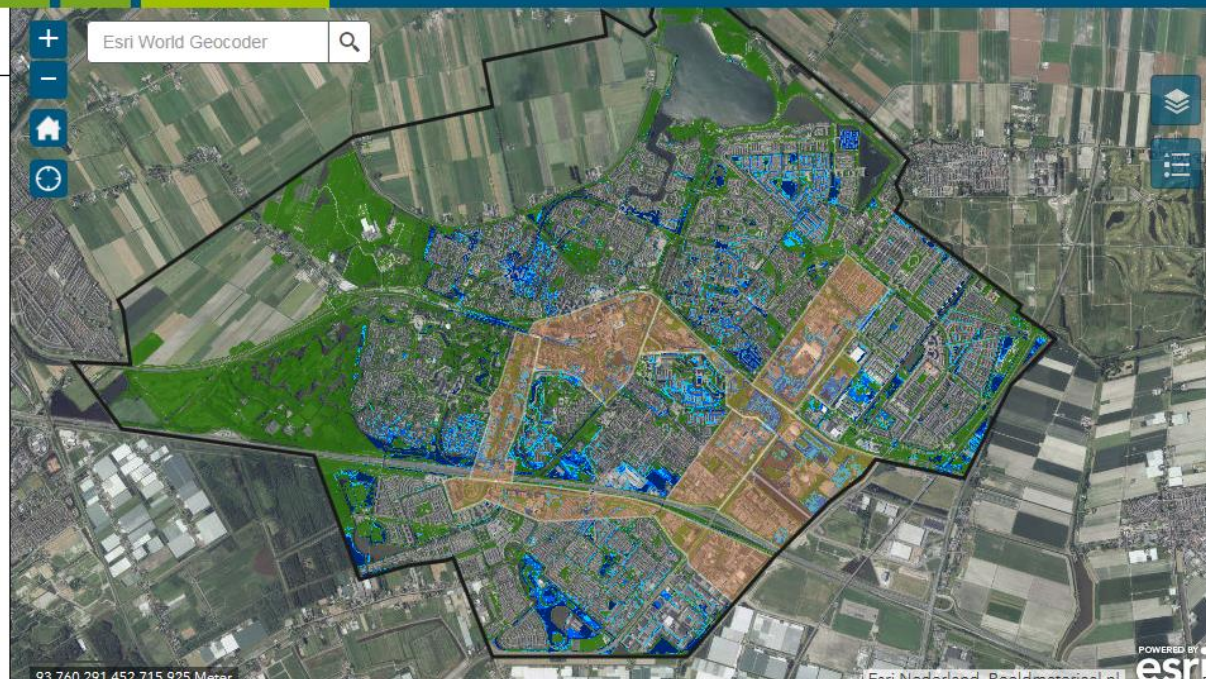 +
Esri World Geocoder
−
93.760,291 452.715,925 Meter
Esri Nederland, Beeldmateriaal.nl
POWERED BY
esri